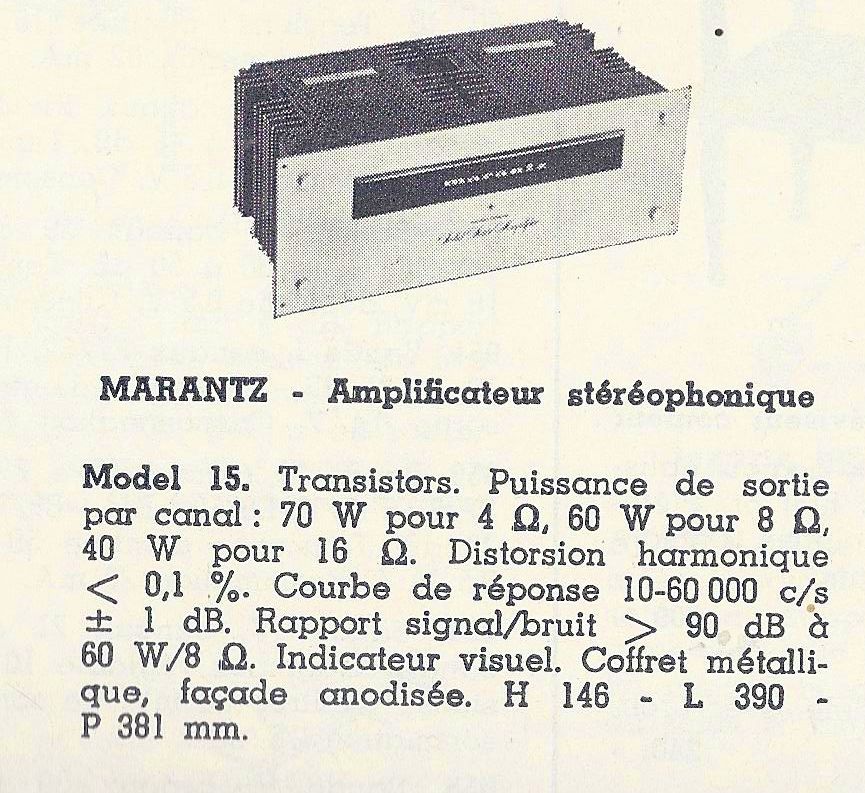 marantz
MARANTZ - Amplificateur stéréophonique
Model 15. Transistors. Puissance de sortie
par canal : 70 W pour 4 Ω, 60 W pour 8 Ω,
40 W pour 16 Ω. Distorsion harmonique
< 0,1 %. Courbe de réponse 10-60 000 c/s
± 1 dB. Rapport signal/bruit > 90 dB à
60 W/8 Ω. Indicateur visuel. Coffret métalli-
que, façade anodisée. H 146 - L 390 -
P 381 mm.